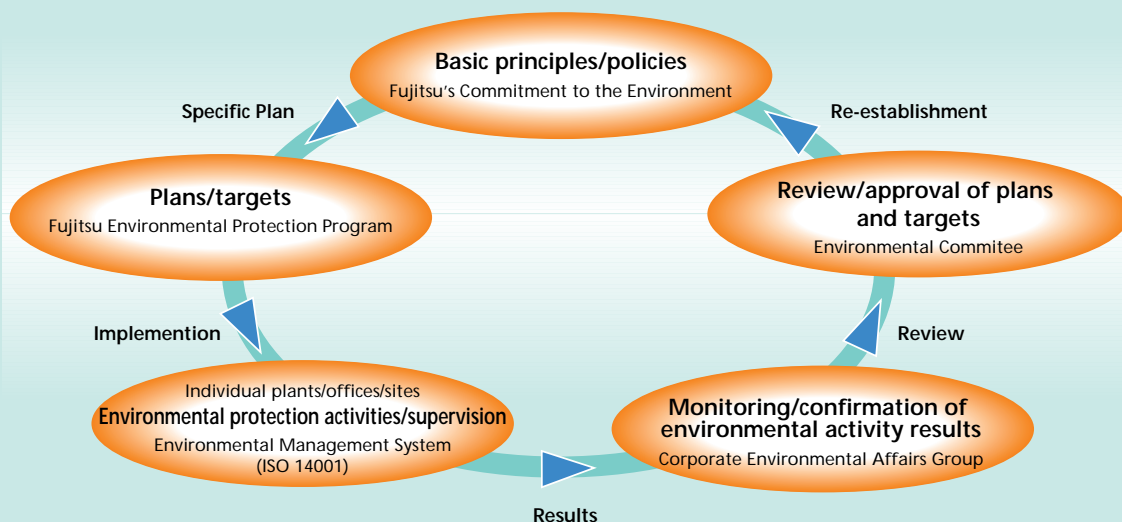 Basic principles/policies
Fujitsu's Commitment to the Environment
Specific Plan
Re-establishment
Plans/targets
Fujitsu Environmental Protection Program
Review/approval of plans
and targets
Environmental Commitee
Implemention
Review
Individual plants/offices/sites
Environmental protection activities/supervision
Environmental Management System
(ISO 14001)
Monitoring/confirmation of
environmental activity results
Corporate Environmental Affairs Group
Results